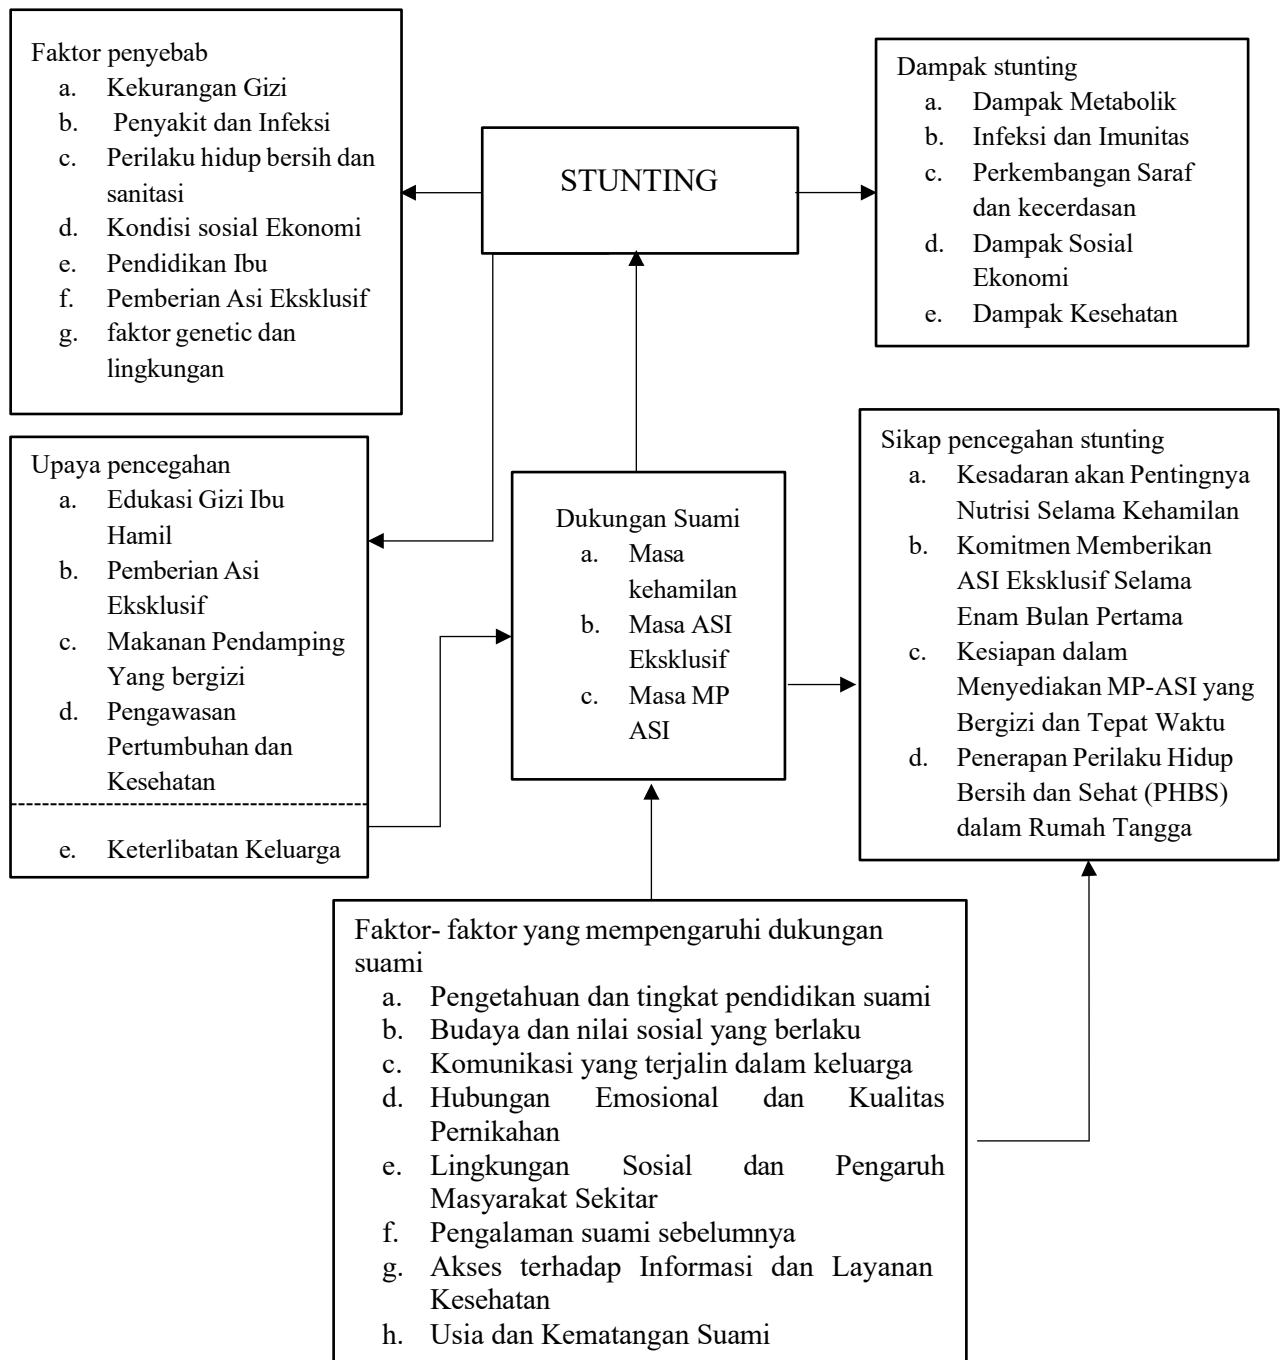 Faktor penyebab
a. Kekurangan Gizi
b. Penyakit dan Infeksi
c. Perilaku hidup bersih dan
sanitasi
d. Kondisi sosial Ekonomi
e. Pendidikan Ibu
f. Pemberian Asi Eksklusif
g. faktor genetic dan
lingkungan
STUNTING
Dampak stunting
a. Dampak Metabolik
b. Infeksi dan Imunitas
c. Perkembangan Saraf
dan kecerdasan
d. Dampak Sosial
Ekonomi
e. Dampak Kesehatan
Upaya pencegahan
a. Edukasi Gizi Ibu
Hamil
b. Pemberian Asi
Eksklusif
c. Makanan Pendamping
Yang bergizi
d. Pengawasan
Pertumbuhan dan
Kesehatan
e. Keterlibatan Keluarga
Dukungan Suami
a. Masa
kehamilan
b. Masa ASI
Eksklusif
c. Masa MP
ASI
Sikap pencegahan stunting
a. Kesadaran akan Pentingnya
Nutrisi Selama Kehamilan
b. Komitmen Memberikan
ASI Eksklusif Selama
Enam Bulan Pertama
c. Kesiapan dalam
Menyediakan MP-ASI yang
Bergizi dan Tepat Waktu
d. Penerapan Perilaku Hidup
Bersih dan Sehat (PHBS)
dalam Rumah Tangga
Faktor- faktor yang mempengaruhi dukungan
suami
a. Pengetahuan dan tingkat pendidikan suami
b. Budaya dan nilai sosial yang berlaku
c. Komunikasi yang terjalin dalam keluarga
d. Hubungan Emosional dan Kualitas
Pernikahan
e. Lingkungan Sosial dan Pengaruh
Masyarakat Sekitar
f. Pengalaman suami sebelumnya
g. Akses terhadap Informasi dan Layanan
Kesehatan
h. Usia dan Kematangan Suami